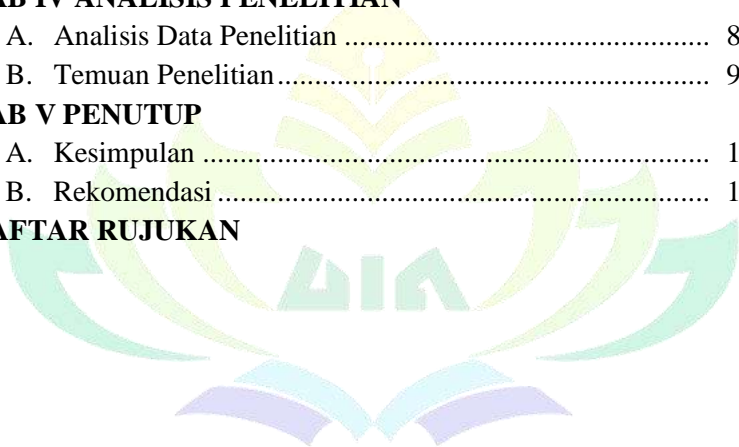 AB IV ANALISIS PENELITIAN
A. Analisis Data Penelitian ........................................................... 8
B. Temuan Penelitian ...................................................................... 9
AB V PENUTUP
A. Kesimpulan .................................................................................. 1
B. Rekomendasi ................................................................................ 1
AFTAR RUJUKAN
UIN